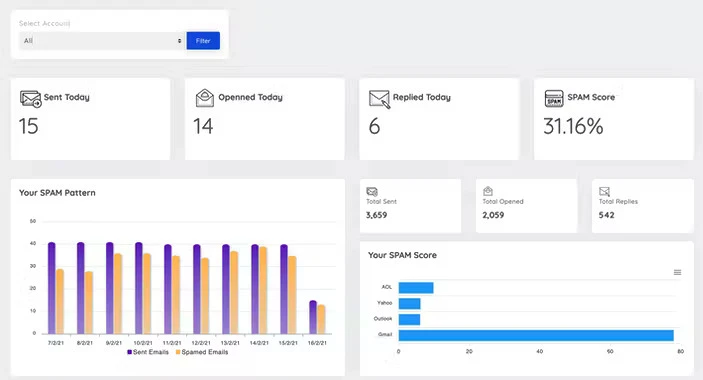 Select Account
All
Filter
Sent Today
15
Openned Today
14
Replied Today
6
SPAM
SPAM Score
31.16%
Your SPAM Pattern
50
40
30
20
10
0
7/2/21 8/2/21 9/2/21 10/2/21 11/2/21 12/2/21 13/2/21 14/2/21 15/2/21 16/2/21
Sent Emails Spamed Emails
Total Sent
3,659
Total Opened
2,059
Total Replies
542
Your SPAM Score
AOL
Yahoo
Outlook
Gmail
0 20 40 60 80